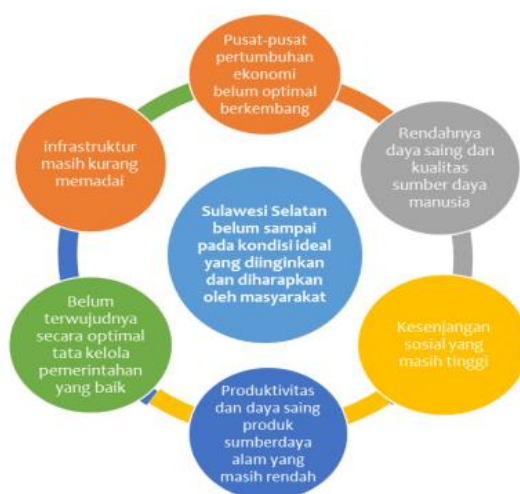 Pusat-pusat
pertumbuhan
ekonomi
belum optimal
berkembang
Rendahnya
daya saing dan
kualitas
sumber daya
manusia
Kesenjangan
sosial yang
masih tinggi
Produktivitas
dan daya saing
produk
sumberdaya
alam yang
masih rendah
Belum
terwujudnya
secara optimal
tata kelola
pemerintahan
yang baik
infrastruktur
masih kurang
memadai
Sulawesi Selatan
belum sampai
pada kondisi ideal
yang diinginkan
dan diharapkan
oleh masyarakat